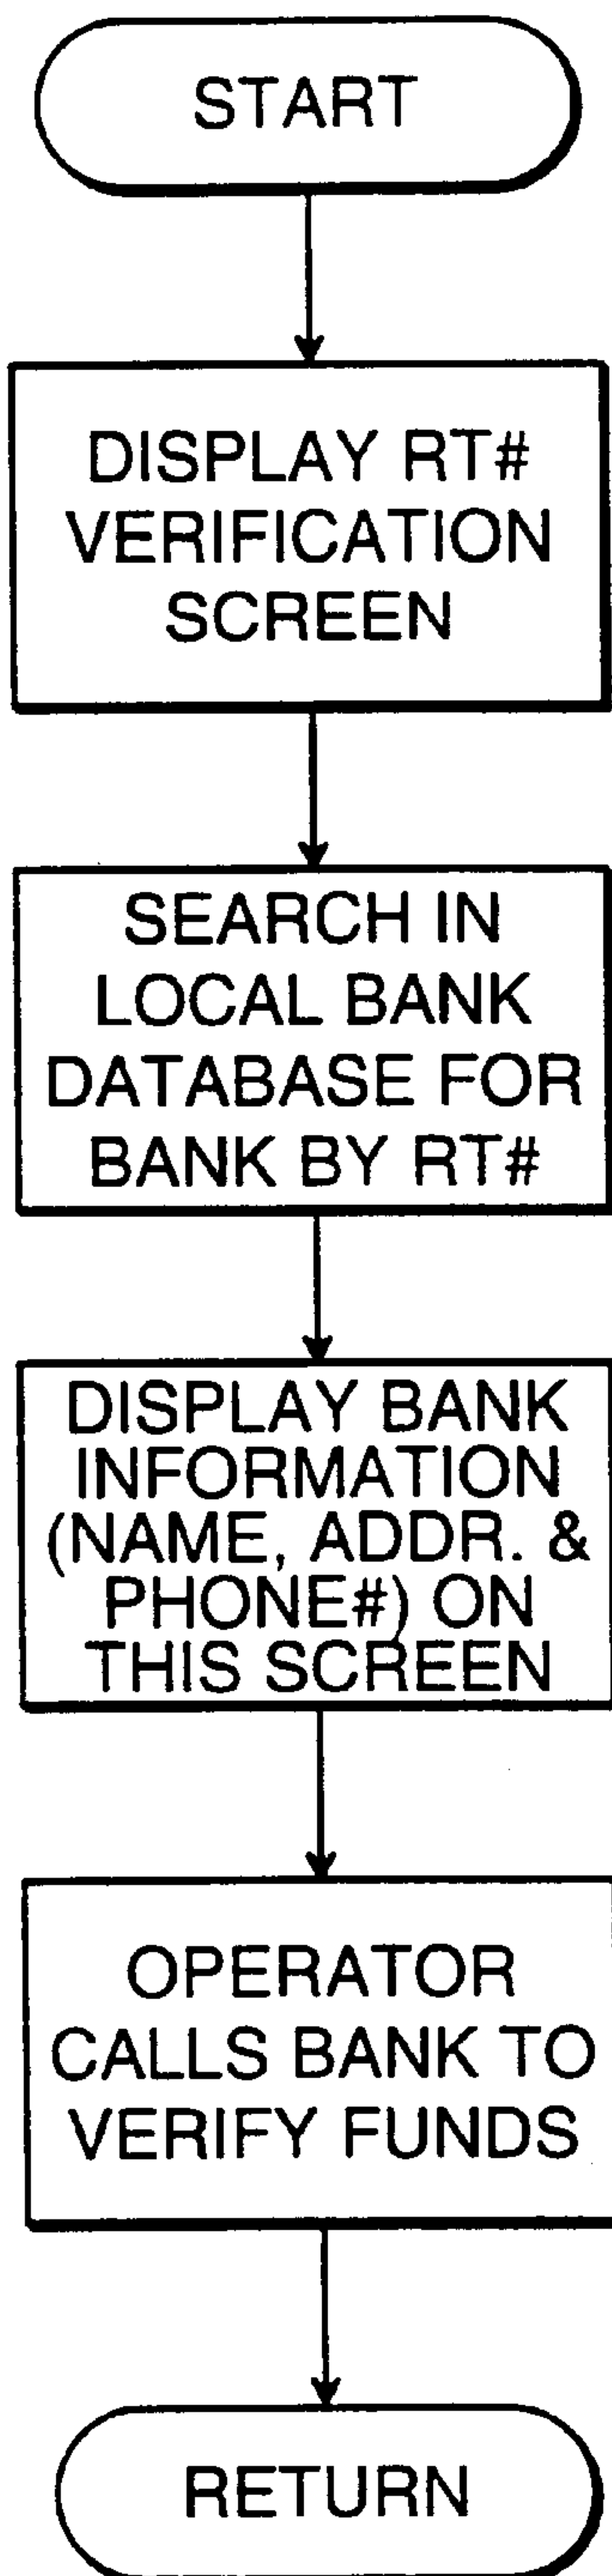 START
DISPLAY RT#
VERIFICATION
SCREEN
SEARCH IN
LOCAL BANK
DATABASE FOR
BANK BY RT#
DISPLAY BANK
INFORMATION
(NAME, ADDR. &
PHONE#) ON
THIS SCREEN
OPERATOR
CALLS BANK TO
VERIFY FUNDS
RETURN